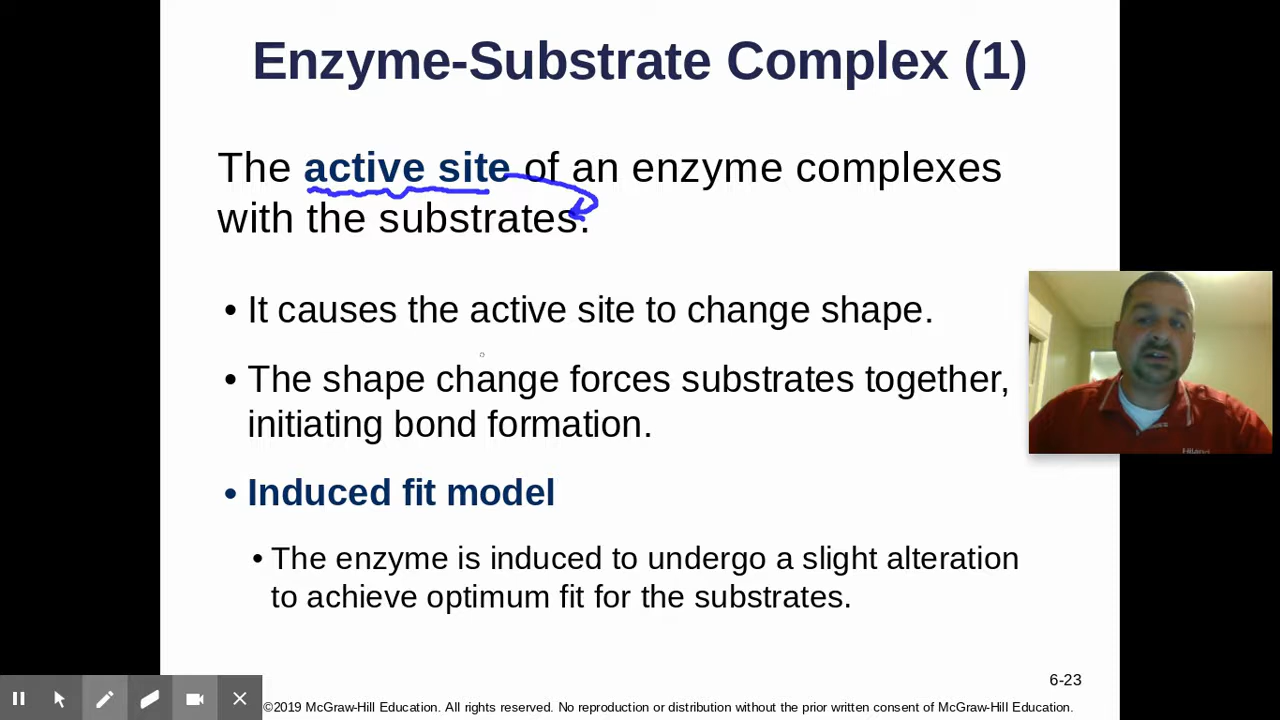 Enzyme-Substrate Complex (1)
The active site of an enzyme complexes
with the substrates.
• It causes the active site to change shape.
• The shape change forces substrates together,
initiating bond formation.
• Induced fit model
• The enzyme is induced to undergo a slight alteration
to achieve optimum fit for the substrates.
6-23
©2019 McGraw-Hill Education. All rights reserved. No reproduction or distribution without the prior written consent of McGraw-Hill Education.